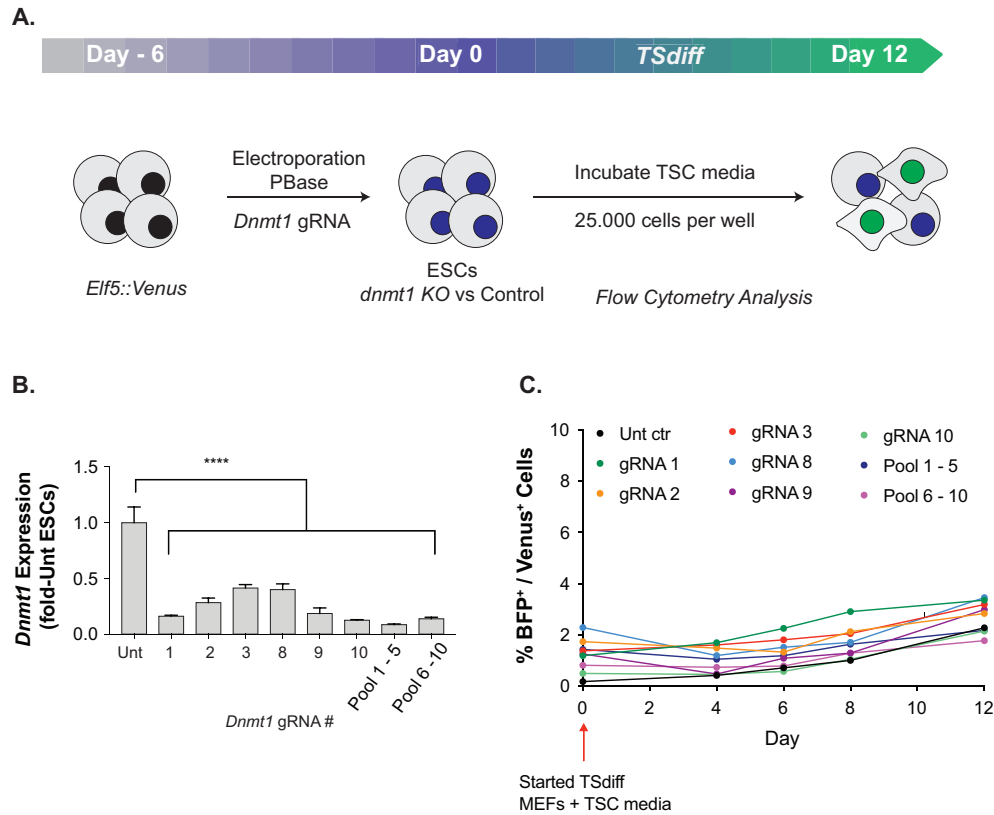 A.
Day - 6
Day 0
TSdiff
Day 12
Electroporation
PBase
Dnmt1 gRNA
Incubate TSC media
25.000 cells per well
Elf5::Venus
ESCs
dnmt1 KO vs Control
Flow Cytometry Analysis
B.
Dnmt1 Expression
(fold-Unt ESCs)
1.5
1.0
0.5
0.0
****
Unt
1
2
3
8
9
10
Pool 1 - 5
Pool 6 -10
Dnmt1 gRNA #
C.
% BFP+ / Venus+ Cells
10
8
6
4
2
0
Unt ctr
gRNA 1
gRNA 2
gRNA 3
gRNA 8
gRNA 9
gRNA 10
Pool 1 - 5
Pool 6 - 10
0
2
4
6
8
10
12
Day
Started TSdiff
MEFs + TSC media